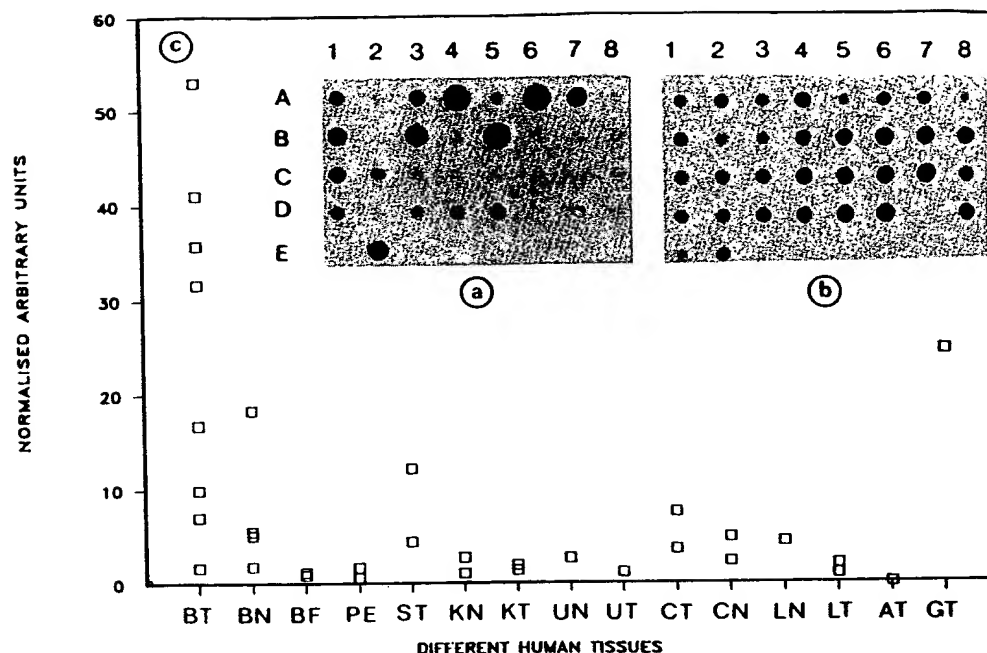 60
50
40
30
20
10
0
NORMALISED ARBITRARY UNITS
c
1 2 3 4 5 6 7 8
A
B
C
D
E
a
1 2 3 4 5 6 7 8
b
BT BN BF PE ST KN KT UN UT CT CN LN LT AT GT
DIFFERENT HUMAN TISSUES